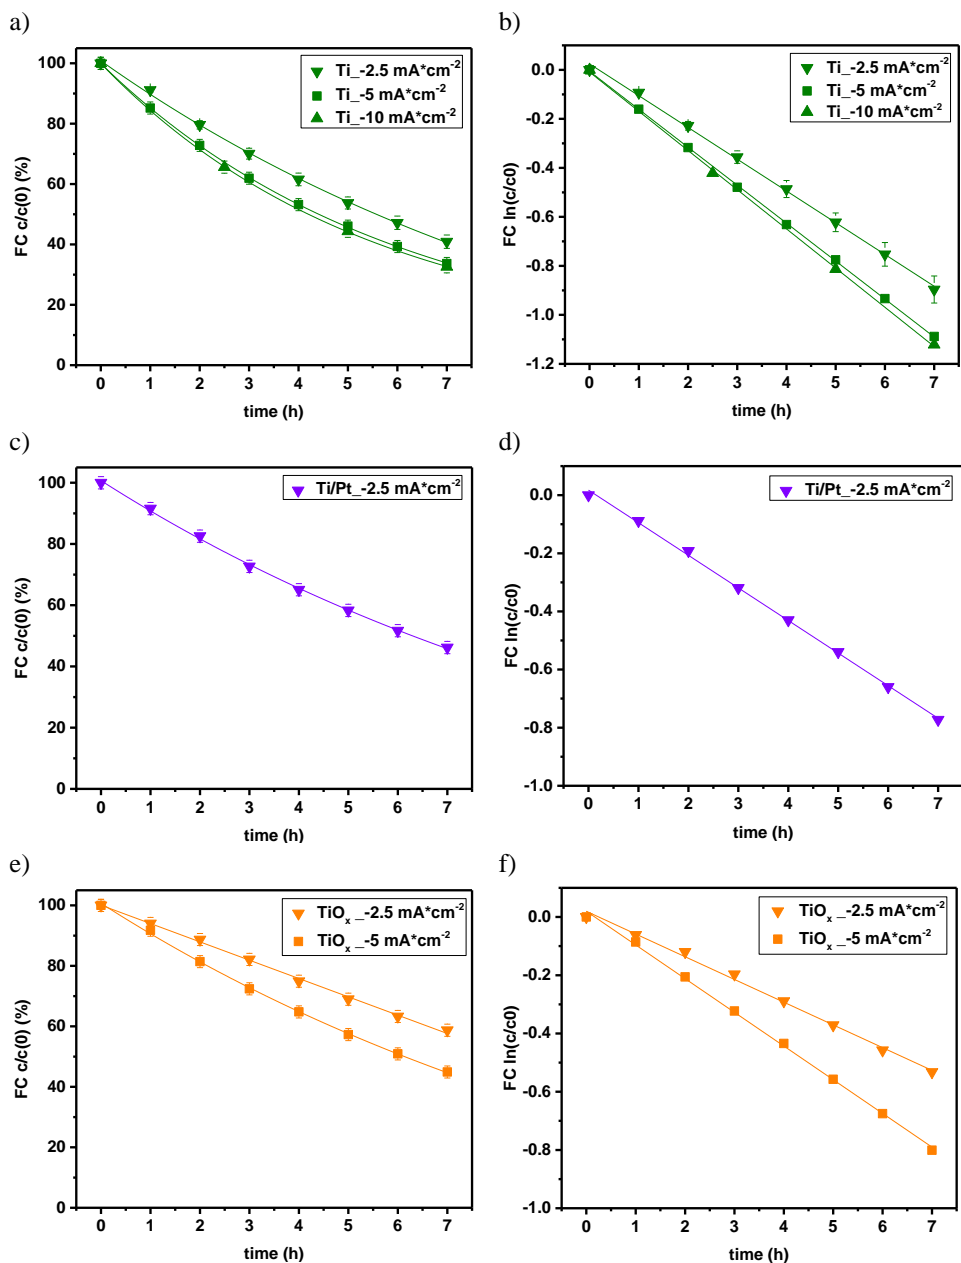 a)
FC c/c(0) (%)
100
80
60
40
20
0
Ti_-2.5 mA*cm-2
Ti_-5 mA*cm-2
Ti_-10 mA*cm-2
0 1 2 3 4 5 6 7
time (h)
b)
FC ln(c/c0)
0.0
-0.2
-0.4
-0.6
-0.8
-1.0
-1.2
Ti_-2.5 mA*cm-2
Ti_-5 mA*cm-2
Ti_-10 mA*cm-2
0 1 2 3 4 5 6 7
time (h)
c)
FC c/c(0) (%)
100
80
60
40
20
0
Ti/Pt_-2.5 mA*cm-2
0 1 2 3 4 5 6 7
time (h)
d)
FC ln(c/c0)
0.0
-0.2
-0.4
-0.6
-0.8
-1.0
Ti/Pt_-2.5 mA*cm-2
0 1 2 3 4 5 6 7
time (h)
e)
FC c/c(0) (%)
100
80
60
40
20
0
TiOx _-2.5 mA*cm-2
TiOx _-5 mA*cm-2
0 1 2 3 4 5 6 7
time (h)
f)
FC ln(c/c0)
0.0
-0.2
-0.4
-0.6
-0.8
-1.0
TiOx _-2.5 mA*cm-2
TiOx _-5 mA*cm-2
0 1 2 3 4 5 6 7
time (h)